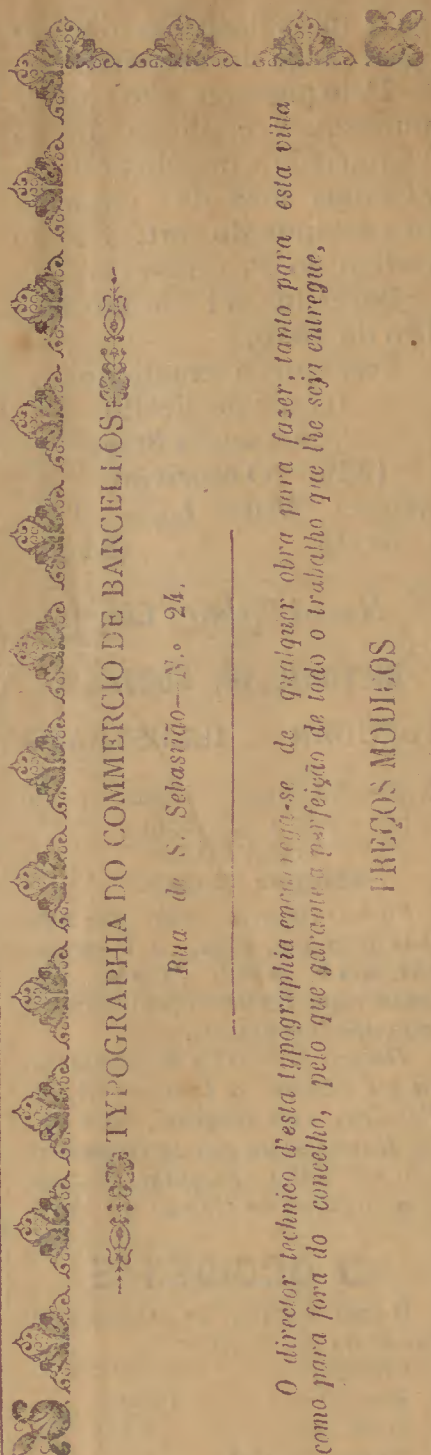 TYPOGRAPHIA DO COMMERCIO DE BARCELLOS
Rua de S. Sebastião—N.º 24.
O director technico d'esta typographia encarrega-se de qualquer obra para fazer, tanto para esta villa
como para fora do concelho, pelo que garante a perfeição de todo o trabalho que lhe seja entregue,
PREÇOS MODICOS